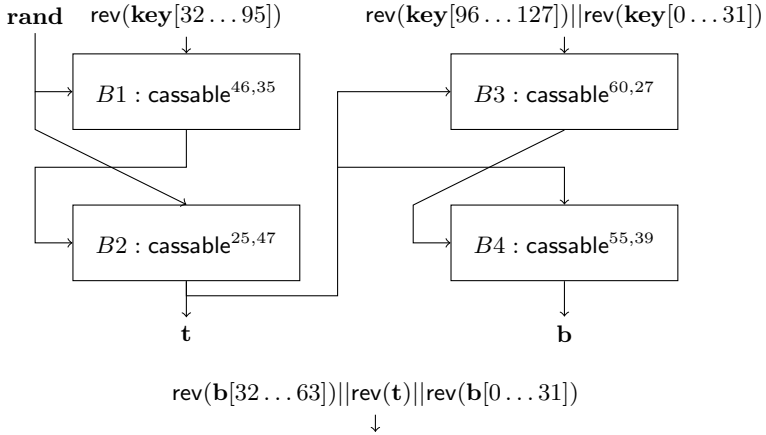 rand rev(key[32 … 95]) rev(key[96 … 127])||rev(key[0 … 31])
B1 : cassable^{46,35} B3 : cassable^{60,27}
B2 : cassable^{25,47} B4 : cassable^{55,39}
t b
rev(b[32 … 63])||rev(t)||rev(b[0 … 31])